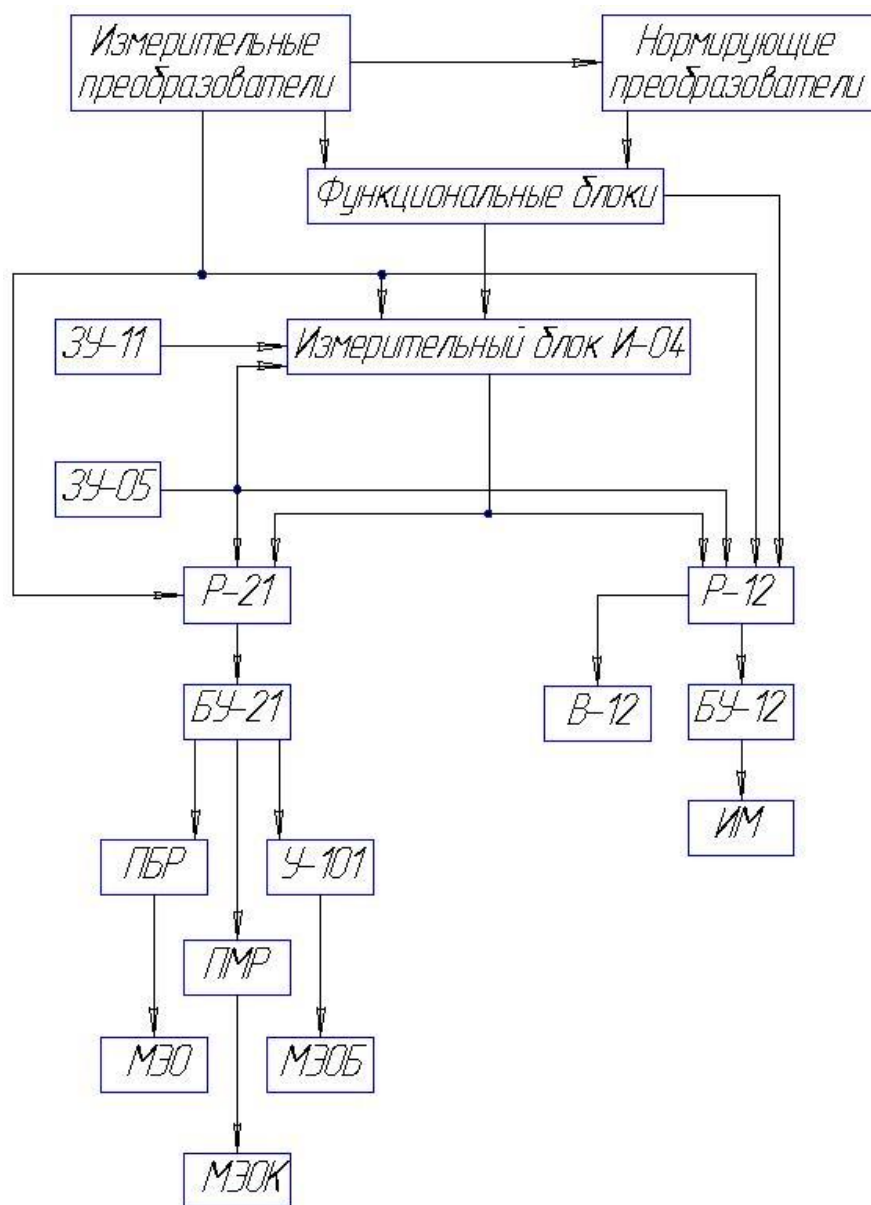 Измерительные
преобразователи
Нормирующие
преобразователи
Функциональные блоки
ЗУ-11
Измерительный блок И-04
ЗУ-05
Р-21
Р-12
БУ-21
В-12
БУ-12
ИМ
ПБР
У-101
ПМР
МЭО
МЭОБ
МЭОК